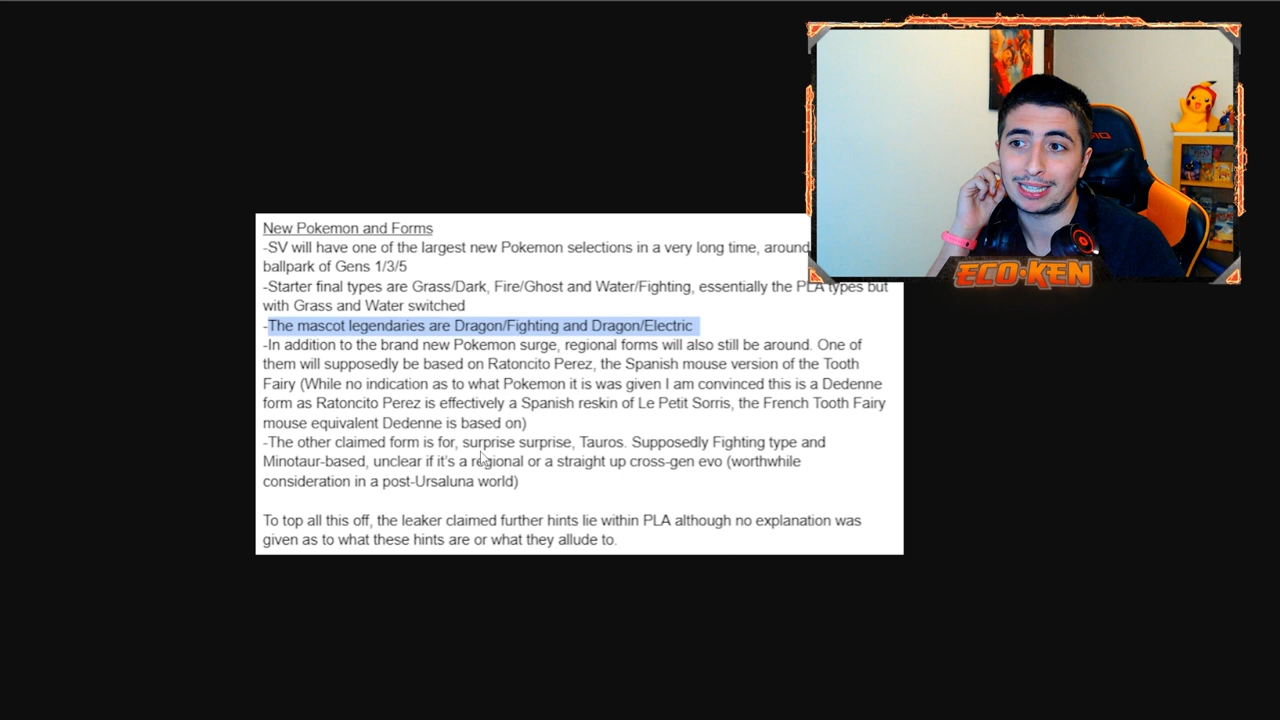 New Pokemon and Forms
-SV will have one of the largest new Pokemon selections in a very long time, around
ballpark of Gens 1/3/5
-Starter final types are Grass/Dark, Fire/Ghost and Water/Fighting, essentially the PLA types but
with Grass and Water switched
-The mascot legendaries are Dragon/Fighting and Dragon/Electric
-In addition to the brand new Pokemon surge, regional forms will also still be around. One of
them will supposedly be based on Ratoncito Perez, the Spanish mouse version of the Tooth
Fairy (While no indication as to what Pokemon it is was given I am convinced this is a Dedenne
form as Ratoncito Perez is effectively a Spanish reskin of Le Petit Sorris, the French Tooth Fairy
mouse equivalent Dedenne is based on)
-The other claimed form is for, surprise surprise, Tauros. Supposedly Fighting type and
Minotaur-based, unclear if it's a regional or a straight up cross-gen evo (worthwhile
consideration in a post-Ursaluna world)
To top all this off, the leaker claimed further hints lie within PLA although no explanation was
given as to what these hints are or what they allude to.
ECO·KEN